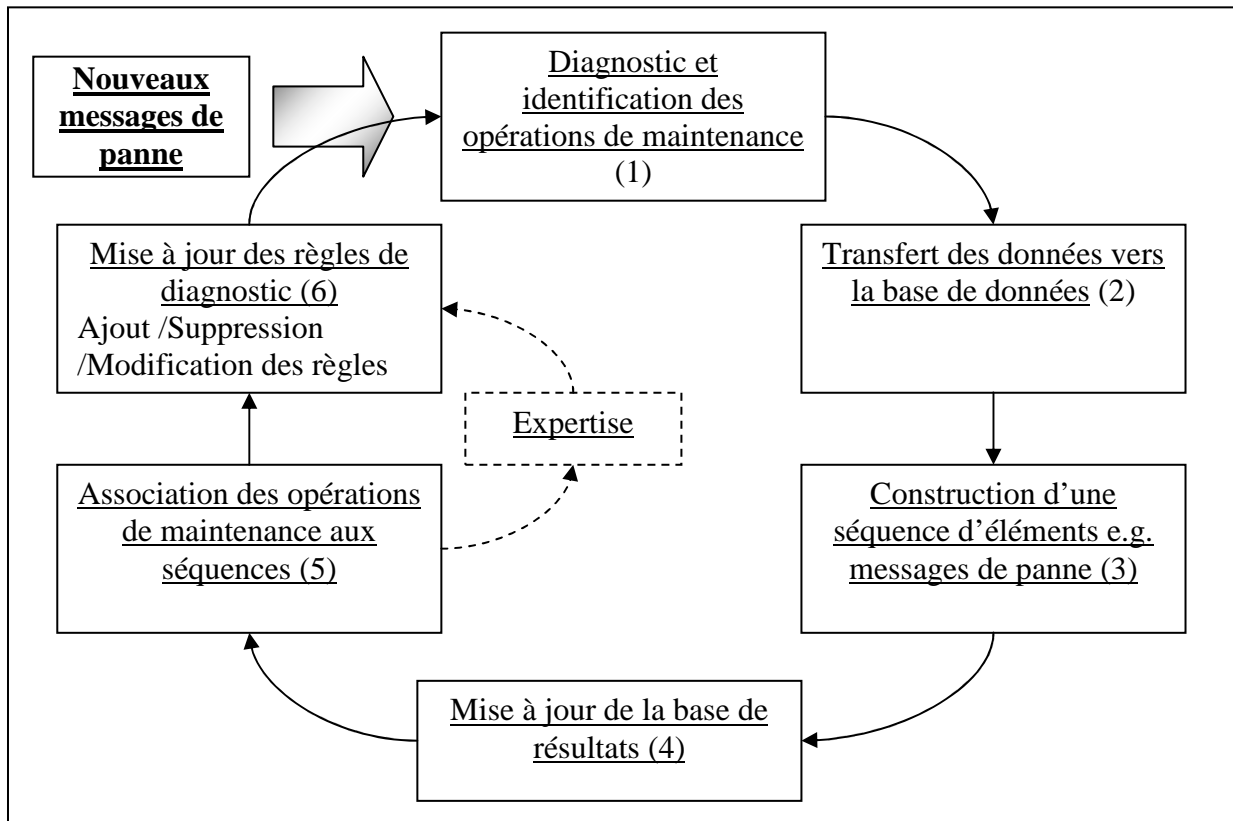 Nouveaux
messages de
panne
Diagnostic et
identification des
opérations de maintenance
(1)
Mise à jour des règles de
diagnostic (6)
Ajout /Suppression
/Modification des règles
Transfert des données vers
la base de données (2)
Expertise
Association des opérations
de maintenance aux
séquences (5)
Construction d’une
séquence d’éléments e.g.
messages de panne (3)
Mise à jour de la base de
résultats (4)